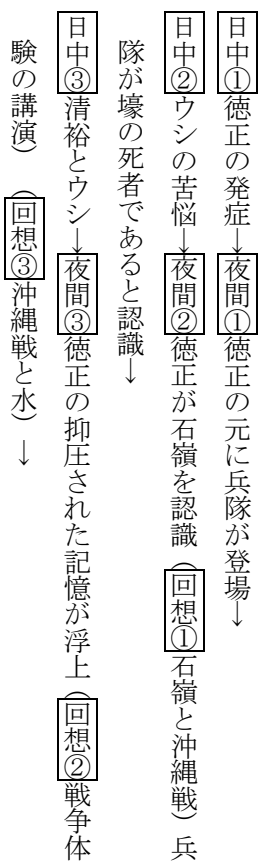 日中①徳正の発症→夜間①徳正の元に兵隊が登場→
日中②ウシの苦悩→夜間②徳正が石嶺を認識（回想①石嶺と沖縄戦）兵
隊が壕の死者であると認識→
日中③清裕とウシ→夜間③徳正の抑圧された記憶が浮上（回想②戦争体
験の講演）（回想③沖縄戦と水）→